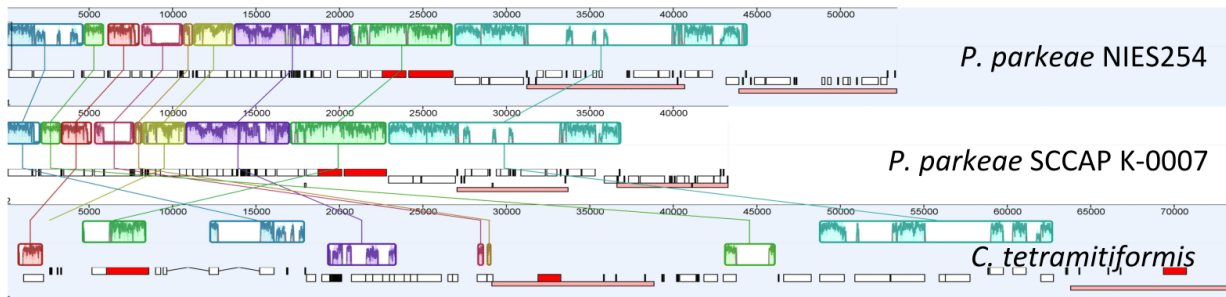 5000 10000 15000 20000 25000 30000 35000 40000 45000 50000
P. parkeae NIES254
1
5000 10000 15000 20000 25000 30000 35000 40000
P. parkeae SCCAP K-0007
2
5000 10000 15000 20000 25000 30000 35000 40000 45000 50000 55000 60000 65000 70000
C. tetramitiformis